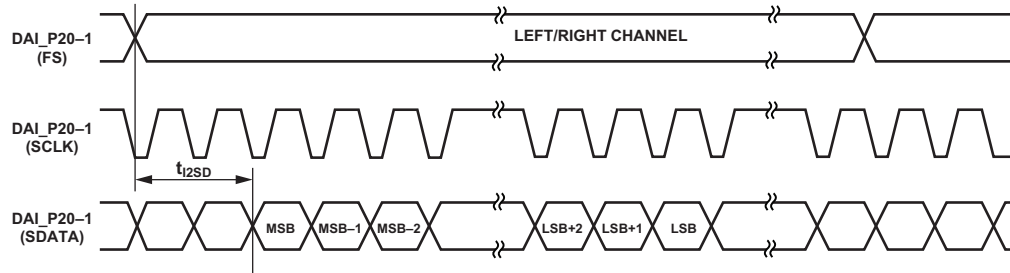 DAI_P20–1
(FS)
LEFT/RIGHT CHANNEL
DAI_P20–1
(SCLK)
tI2SD
DAI_P20–1
(SDATA)
MSB MSB–1 MSB–2 LSB+2 LSB+1 LSB